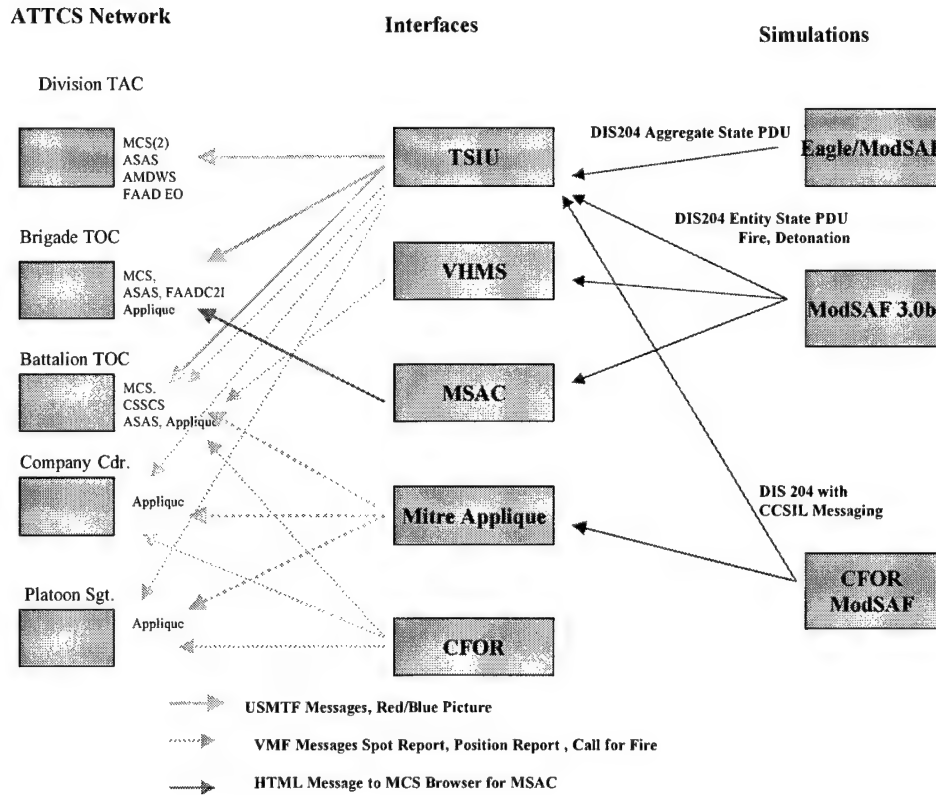 ATTCS Network
Interfaces
Simulations
Division TAC
MCS(2)
ASAS
AMDWS
FAAD EO
TSIU
DIS204 Aggregate State PDU
Eagle/ModSAF
Brigade TOC
MCS,
ASAS, FAADC2I
Applique
VHMS
DIS204 Entity State PDU
Fire, Detonation
ModSAF 3.0b
Battalion TOC
MCS.
CSSCS
ASAS, Applique
MSAC
Company Cdr.
Applique
Mitre Applique
DIS 204 with
CCSIL Messaging
CFOR
ModSAF
Platoon Sgt.
Applique
CFOR
USMTF Messages, Red/Blue Picture
VMF Messages Spot Report, Position Report , Call for Fire
HTML Message to MCS Browser for MSAC